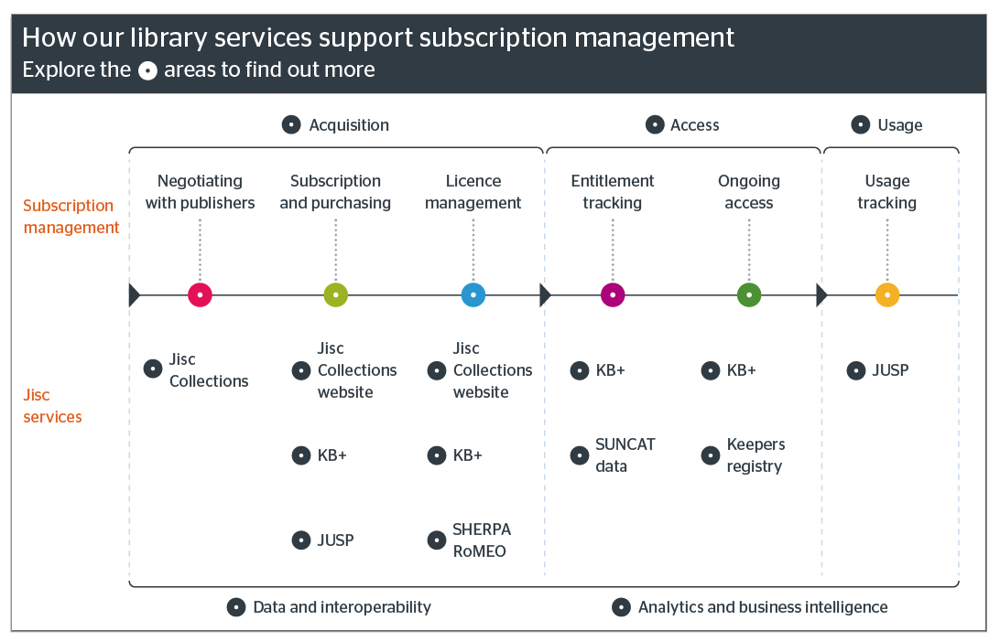 How our library services support subscription management
Explore the areas to find out more
Acquisition
Access
Usage
Subscription
management
Negotiating
with publishers
Subscription
and purchasing
Licence
management
Entitlement
tracking
Ongoing
access
Usage
tracking
Jisc
services
Jisc
Collections
Jisc
Collections
website
Jisc
Collections
website
KB+
KB+
JUSP
KB+
KB+
SUNCAT
data
Keepers
registry
JUSP
SHERPA
RoMEO
Data and interoperability
Analytics and business intelligence